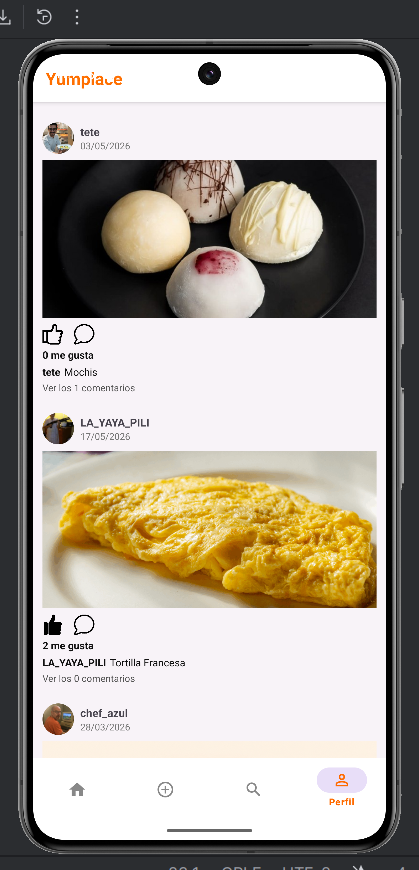 Yumplace
tete
03/05/2026
0 me gusta
tete Mochis
Ver los 1 comentarios
LA_YAYA_PILI
17/05/2026
2 me gusta
LA_YAYA_PILI Tortilla Francesa
Ver los 0 comentarios
chef_azul
28/03/2026
Perfil